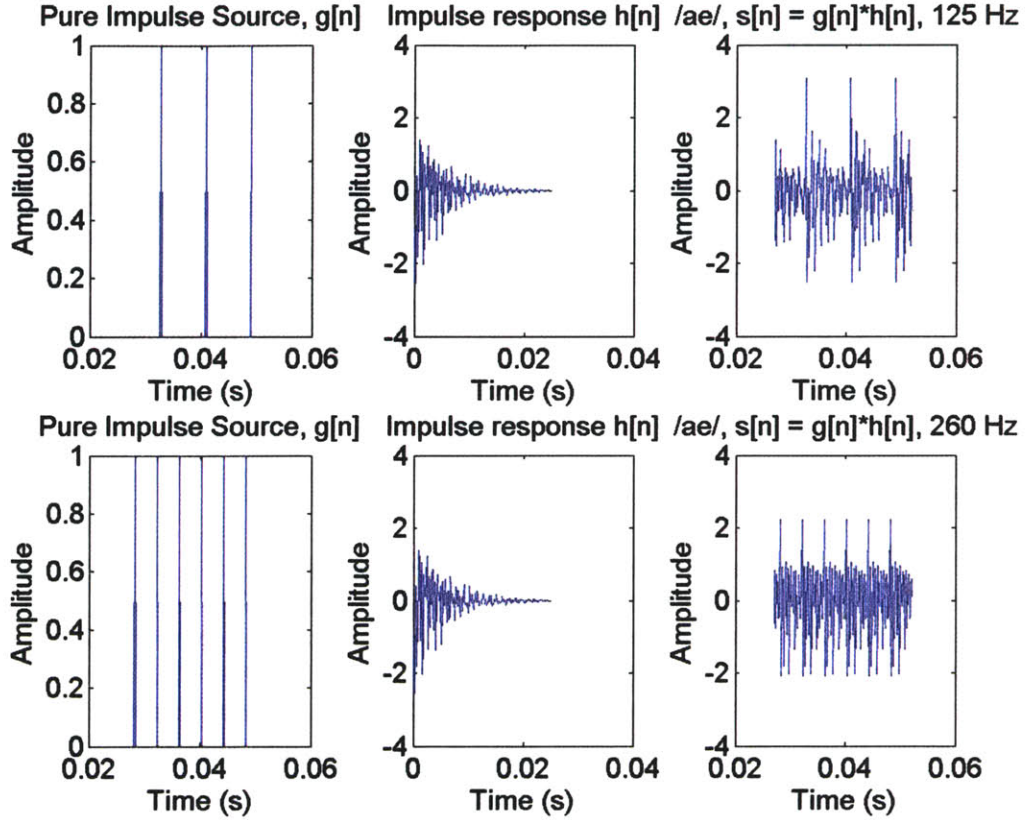 Pure Impulse Source, g[n]
Impulse response h[n]
/ae/, s[n] = g[n]*h[n], 125 Hz
Amplitude
1
0.8
0.6
0.4
0.2
0
0.02
0.04
0.06
Time (s)
Amplitude
4
2
0
-2
-4
0
0.02
0.04
Time (s)
Amplitude
4
2
0
-2
-4
0.02
0.04
0.06
Time (s)
Pure Impulse Source, g[n]
Impulse response h[n]
/ae/, s[n] = g[n]*h[n], 260 Hz
Amplitude
1
0.8
0.6
0.4
0.2
0
0.02
0.04
0.06
Time (s)
Amplitude
4
2
0
-2
-4
0
0.02
0.04
Time (s)
Amplitude
4
2
0
-2
-4
0.02
0.04
0.06
Time (s)